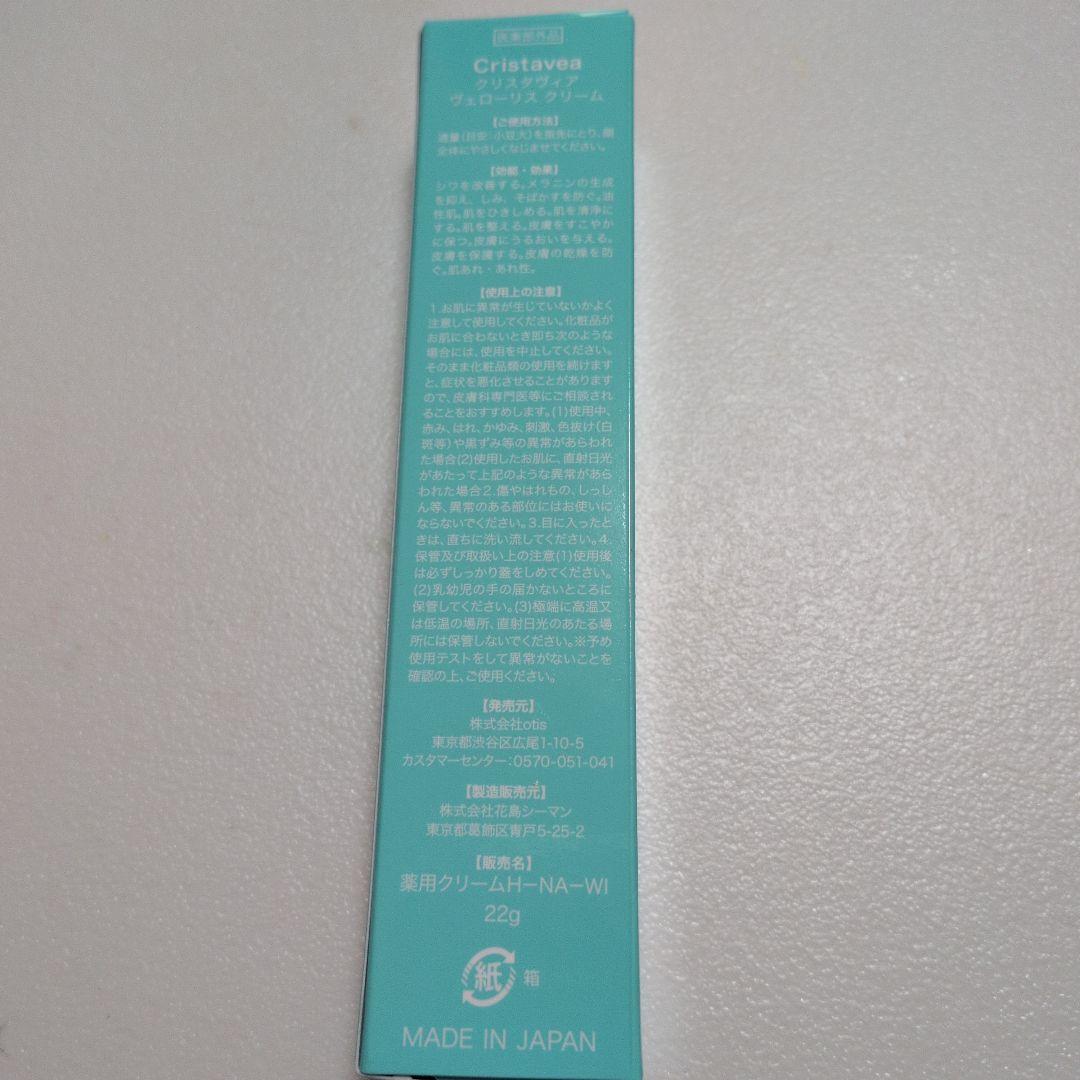 医薬部外品
Cristavea
クリスタヴィア
ヴェローリス クリーム
【ご使用方法】
適量(目安:小豆大)を指先にとり、顔
全体にやさしくなじませてください。
【効能・効果】
シワを改善する。メラニンの生成
を抑え、しみ、そばかすを防ぐ。油
性肌。肌をひきしめる。肌を清浄に
する。肌を整える。皮膚をすこやか
に保つ。皮膚にうるおいを与える。
皮膚を保護する。皮膚の乾燥を防
ぐ。肌あれ・あれ性。
【使用上の注意】
1.お肌に異常が生じていないかよく
注意して使用してください。化粧品が
お肌に合わないとき即ち次のような
場合には、使用を中止してください。
そのまま化粧品類の使用を続けます
と、症状を悪化させることがあります
ので、皮膚科専門医等にご相談され
ることをおすすめします。(1)使用中、
赤み、はれ、かゆみ、刺激、色抜け(白
斑等)や黒ずみ等の異常があらわれ
た場合(2)使用したお肌に、直射日光
があたって上記のような異常があら
われた場合2.傷やはれもの、しっし
ん等、異常のある部位にはお使いに
ならないでください。3.目に入ったと
きは、直ちに洗い流してください。4.
保管及び取扱い上の注意(1)使用後
は必ずしっかり蓋をしめてください。
(2)乳幼児の手の届かないところに
保管してください。(3)極端に高温又
は低温の場所、直射日光のあたる場
所には保管しないでください。※予め
使用テストをして異常がないことを
確認の上、ご使用ください。
【発売元】
株式会社otis
東京都渋谷区広尾1-10-5
カスタマーセンター:0570-051-041
【製造販売元】
株式会社花島シーマン
東京都葛飾区青戸5-25-2
【販売名】
薬用クリームH-NA-WI
22g
紙 箱
MADE IN JAPAN